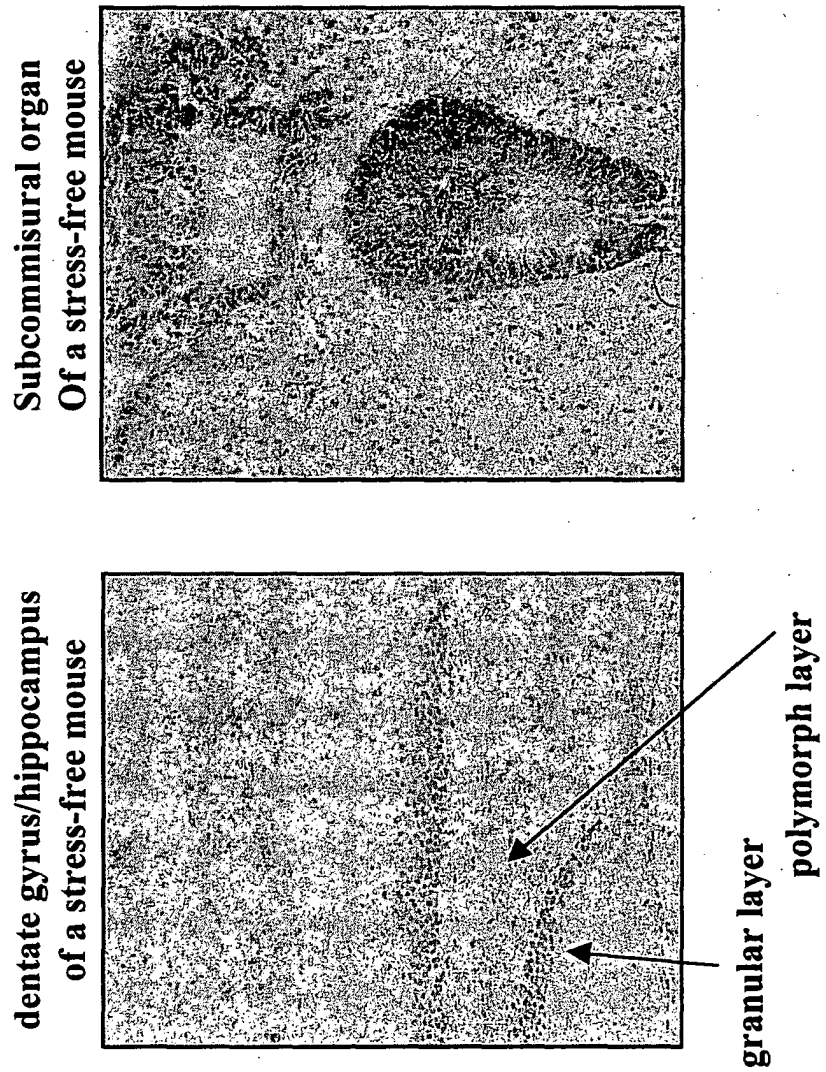 dentate gyrus/hippocampus
of a stress-free mouse
Subcommisural organ
Of a stress-free mouse
granular layer
polymorph layer